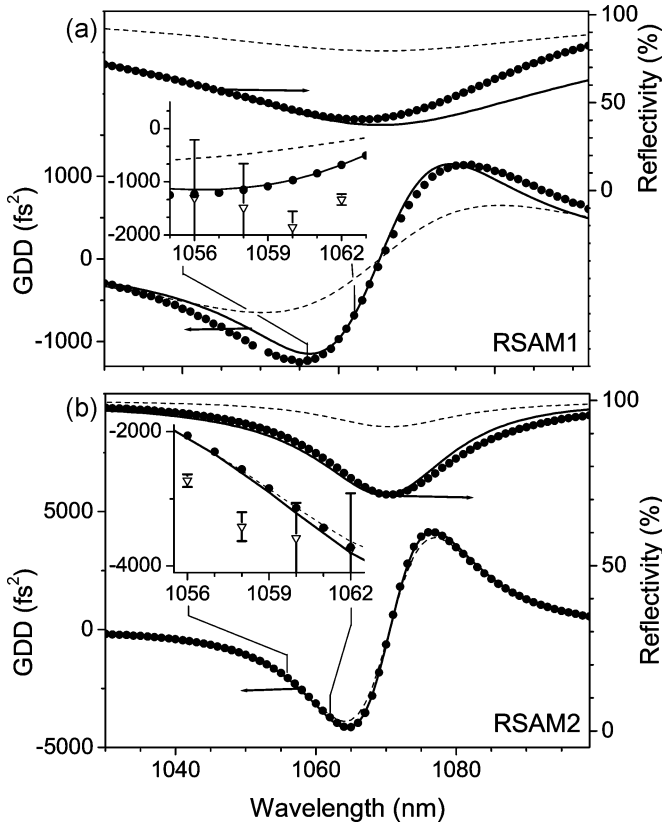 (a)
100
50
0
Reflectivity (%)
1000
0
-1000
GDD (fs²)
0
-1000
-2000
1056 1059 1062
RSAM1
(b)
100
50
0
Reflectivity (%)
5000
0
-5000
GDD (fs²)
-2000
-4000
1056 1059 1062
RSAM2
1040 1060 1080
Wavelength (nm)